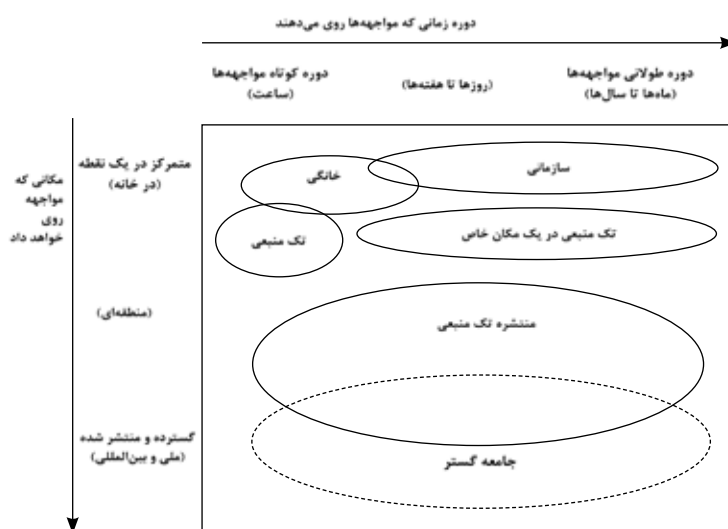 دوره زمانی که مواجهه‌ها روی می‌دهند
دوره کوتاه مواجهه‌ها
(ساعت)
(روزها تا هفته‌ها)
دوره طولانی مواجهه‌ها
(ماه‌ها تا سال‌ها)
مکانی که
مواجهه
روی
خواهد داد
متمرکز در یک نقطه
(در خانه)
خانگی
سازمانی
تک منبعی
تک منبعی در یک مکان خاص
(منطقه‌ای)
منتشره تک منبعی
گسترده و منتشر شده
(ملی و بین‌المللی)
جامعه گستر